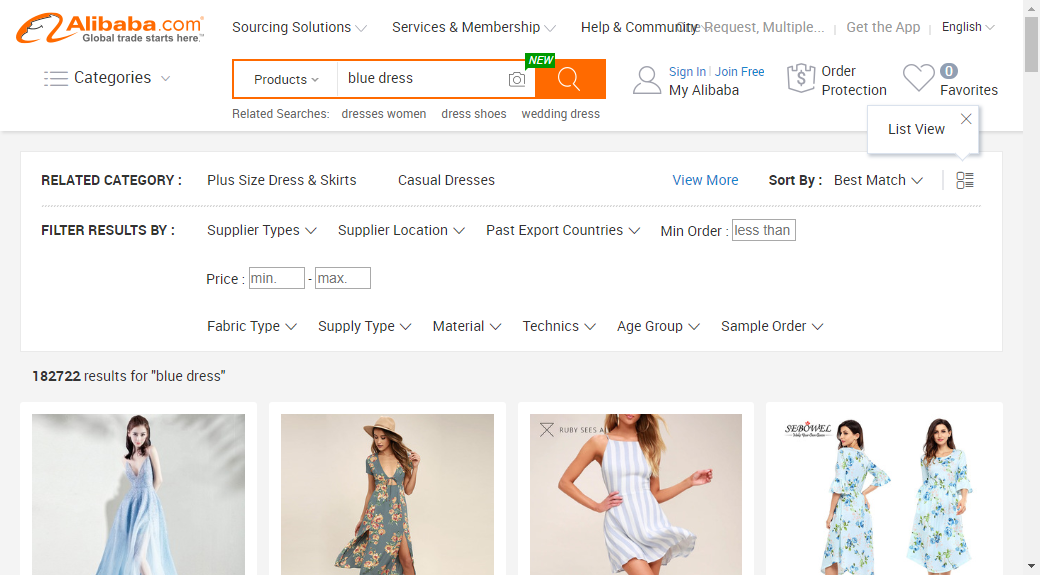 Alibaba.com
Global trade starts here.™
Sourcing Solutions
Services & Membership
Help & Community
One Request, Multiple...
Get the App
English
Categories
Products
blue dress
NEW
Sign In
Join Free
My Alibaba
Order
Protection
0
Favorites
Related Searches:
dresses women
dress shoes
wedding dress
List View
RELATED CATEGORY :
Plus Size Dress & Skirts
Casual Dresses
View More
Sort By :
Best Match
FILTER RESULTS BY :
Supplier Types
Supplier Location
Past Export Countries
Min Order :
less than
Price :
min.
-
max.
Fabric Type
Supply Type
Material
Technics
Age Group
Sample Order
182722 results for "blue dress"
RUBY SEES A
SEBOWEL